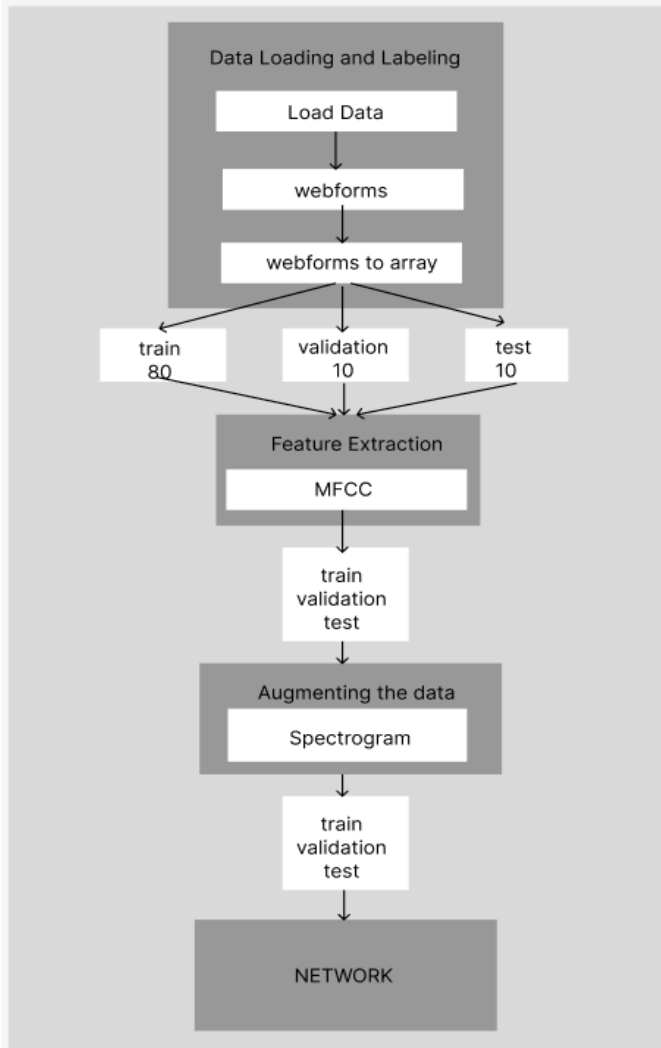 Data Loading and Labeling
Load Data
webforms
webforms to array
train
80
validation
10
test
10
Feature Extraction
MFCC
train
validation
test
Augmenting the data
Spectrogram
train
validation
test
NETWORK